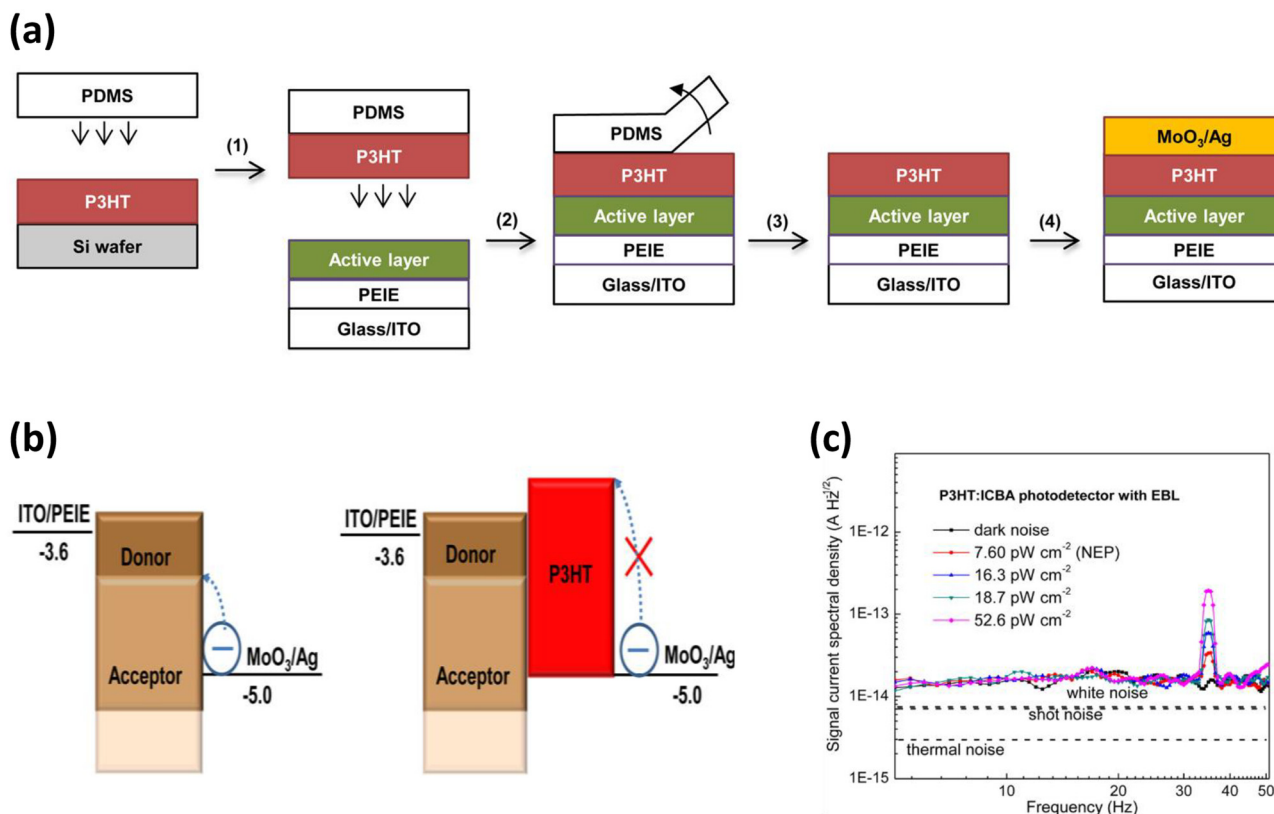 (a)
PDMS
P3HT
Si wafer
(1)
PDMS
P3HT
Active layer
PEIE
Glass/ITO
(2)
PDMS
P3HT
Active layer
PEIE
Glass/ITO
(3)
P3HT
Active layer
PEIE
Glass/ITO
(4)
MoO₃/Ag
P3HT
Active layer
PEIE
Glass/ITO
(b)
ITO/PEIE
-3.6
Donor
Acceptor
MoO₃/Ag
-5.0
ITO/PEIE
-3.6
Donor
Acceptor
P3HT
MoO₃/Ag
-5.0
(c)
Signal current spectral density (A Hz¹/²)
1E-12
1E-13
1E-14
1E-15
P3HT:ICBA photodetector with EBL
dark noise
7.60 pW cm⁻² (NEP)
16.3 pW cm⁻²
18.7 pW cm⁻²
52.6 pW cm⁻²
white noise
shot noise
thermal noise
10
20
30
40
50
Frequency (Hz)